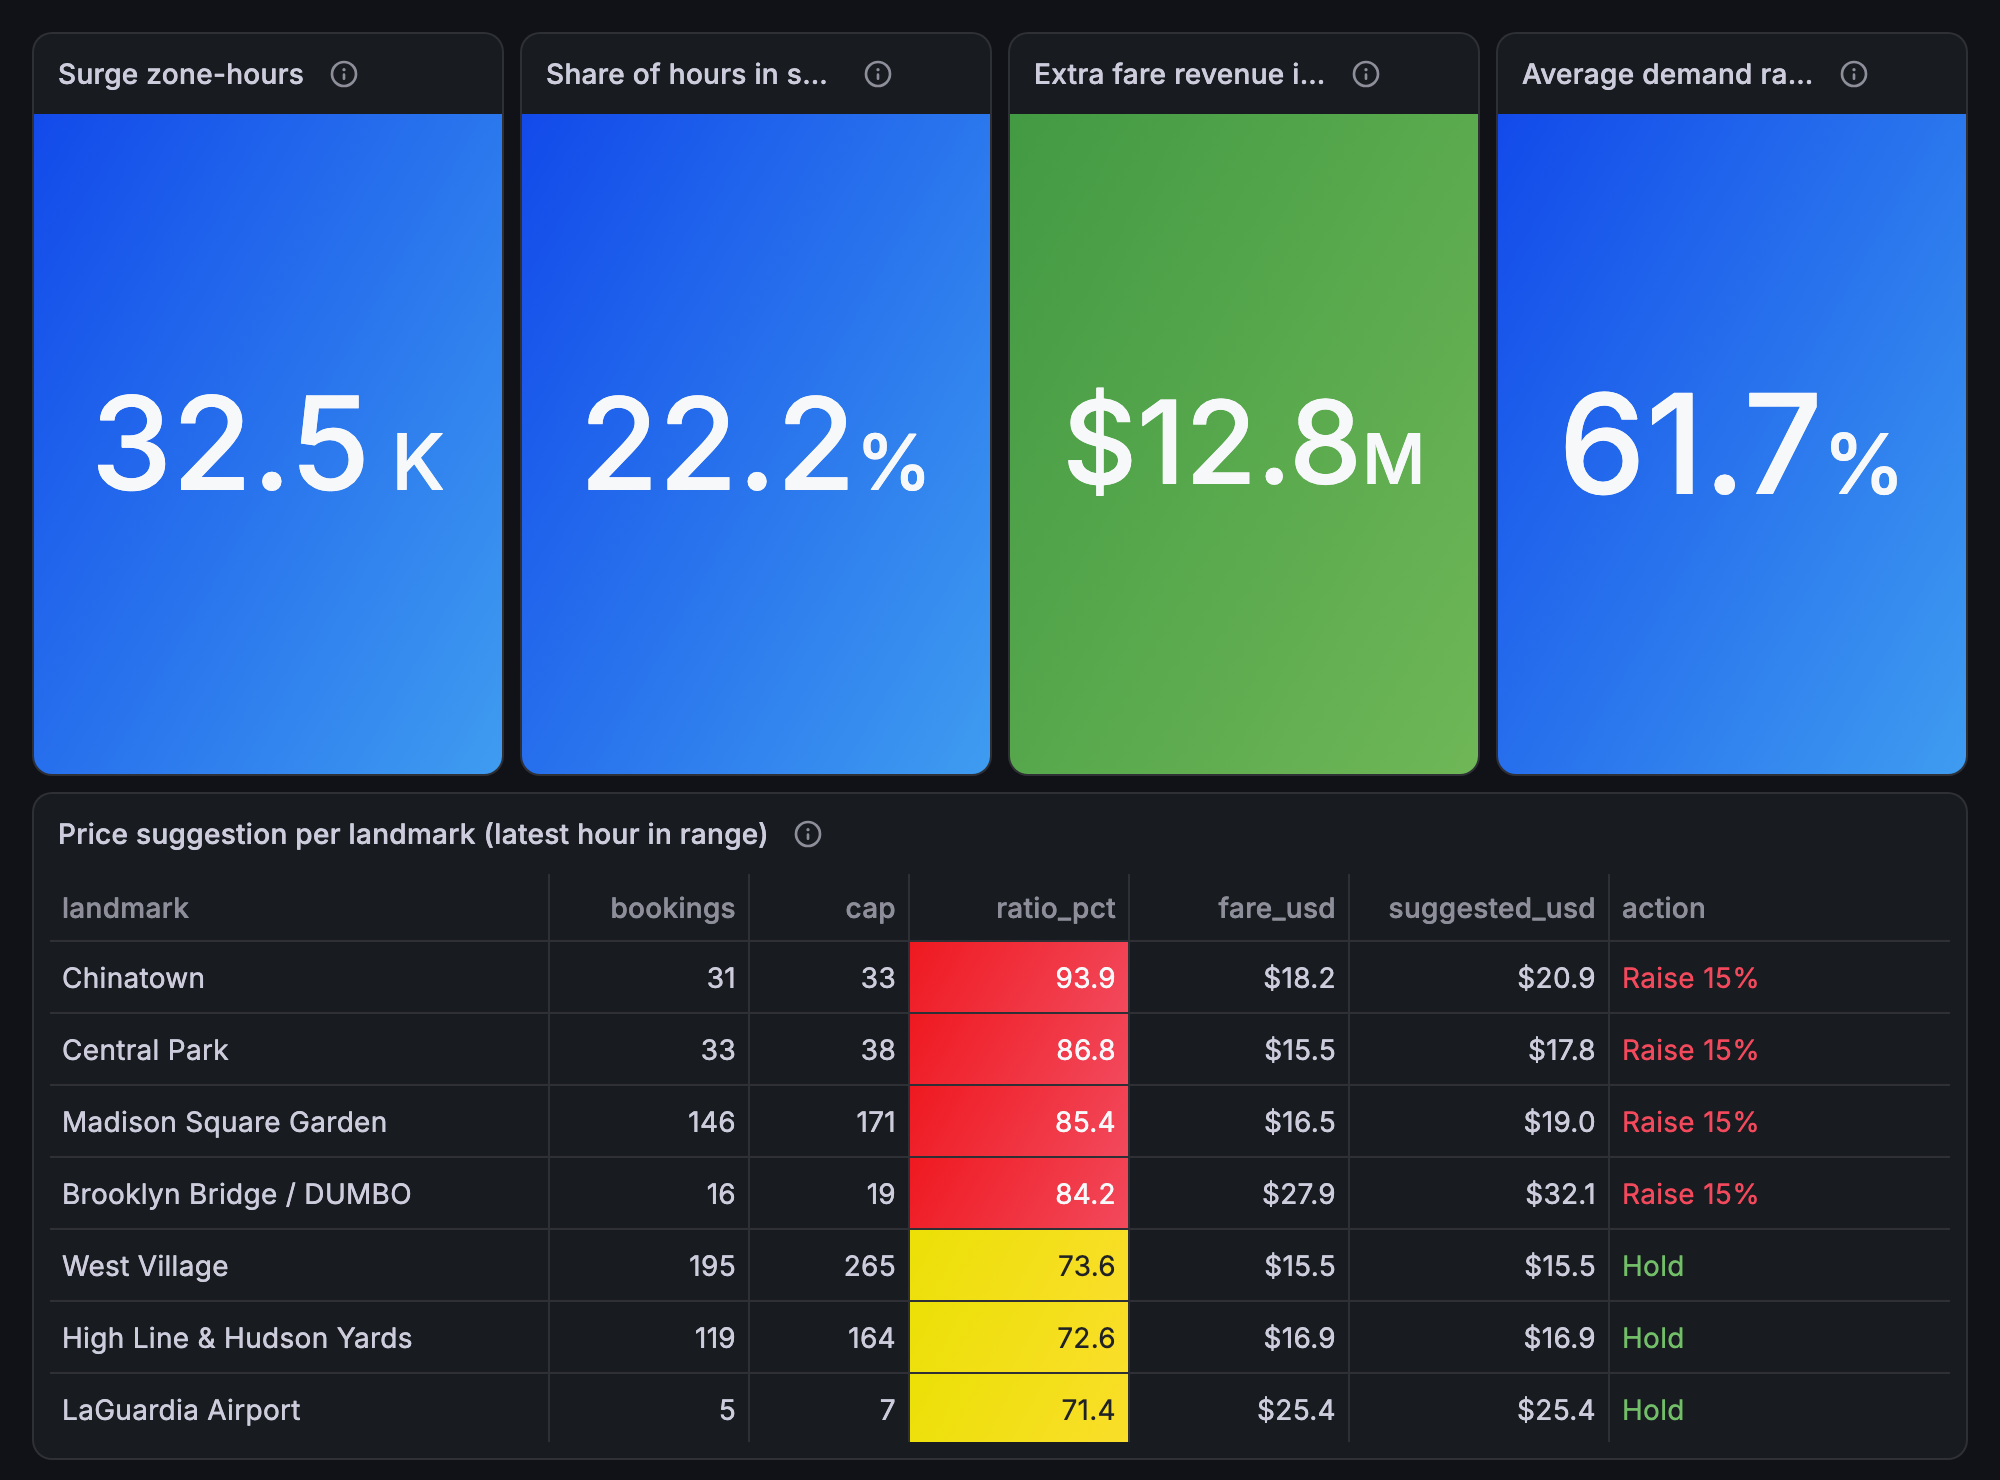 Surge zone-hours
Share of hours in s...
Extra fare revenue i...
Average demand ra...
32.5 K
22.2%
$12.8M
61.7%
Price suggestion per landmark (latest hour in range)
landmark bookings cap ratio_pct fare_usd suggested_usd action
Chinatown 31 33 93.9 $18.2 $20.9 Raise 15%
Central Park 33 38 86.8 $15.5 $17.8 Raise 15%
Madison Square Garden 146 171 85.4 $16.5 $19.0 Raise 15%
Brooklyn Bridge / DUMBO 16 19 84.2 $27.9 $32.1 Raise 15%
West Village 195 265 73.6 $15.5 $15.5 Hold
High Line & Hudson Yards 119 164 72.6 $16.9 $16.9 Hold
LaGuardia Airport 5 7 71.4 $25.4 $25.4 Hold